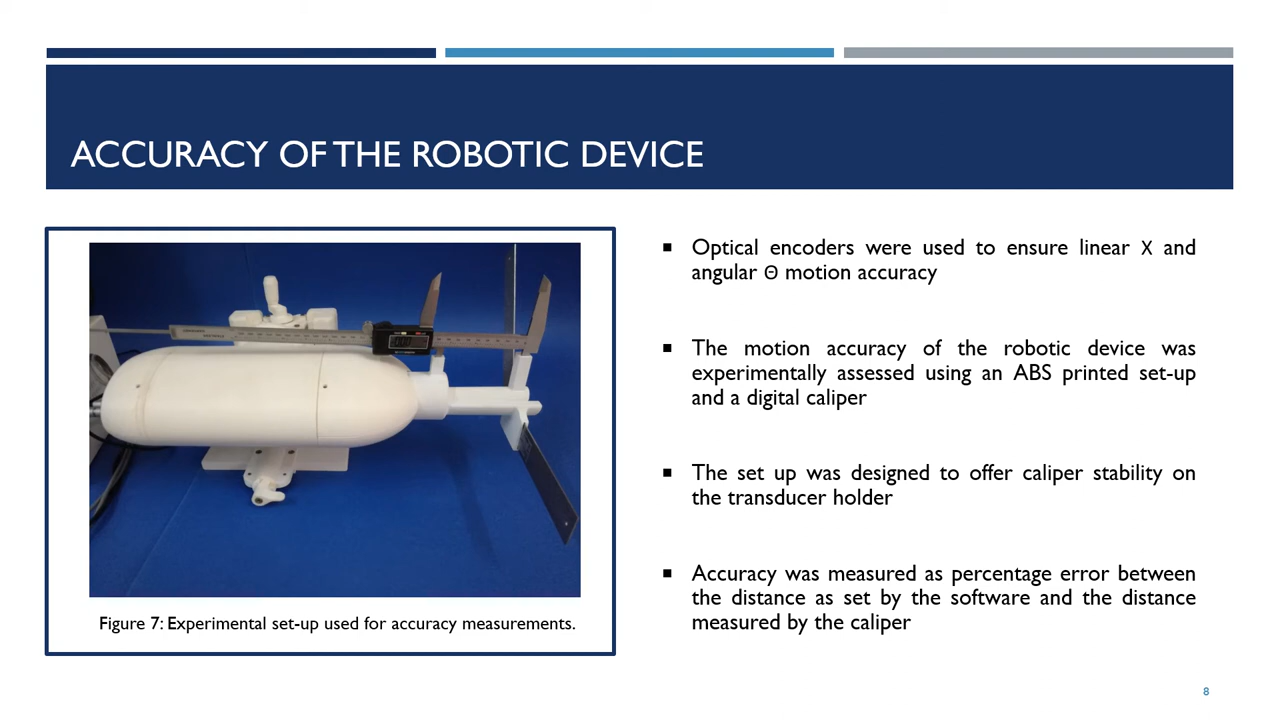 ACCURACY OF THE ROBOTIC DEVICE
Figure 7: Experimental set-up used for accuracy measurements.
▪ Optical encoders were used to ensure linear X and
angular Θ motion accuracy
▪ The motion accuracy of the robotic device was
experimentally assessed using an ABS printed set-up
and a digital caliper
▪ The set up was designed to offer caliper stability on
the transducer holder
▪ Accuracy was measured as percentage error between
the distance as set by the software and the distance
measured by the caliper
8